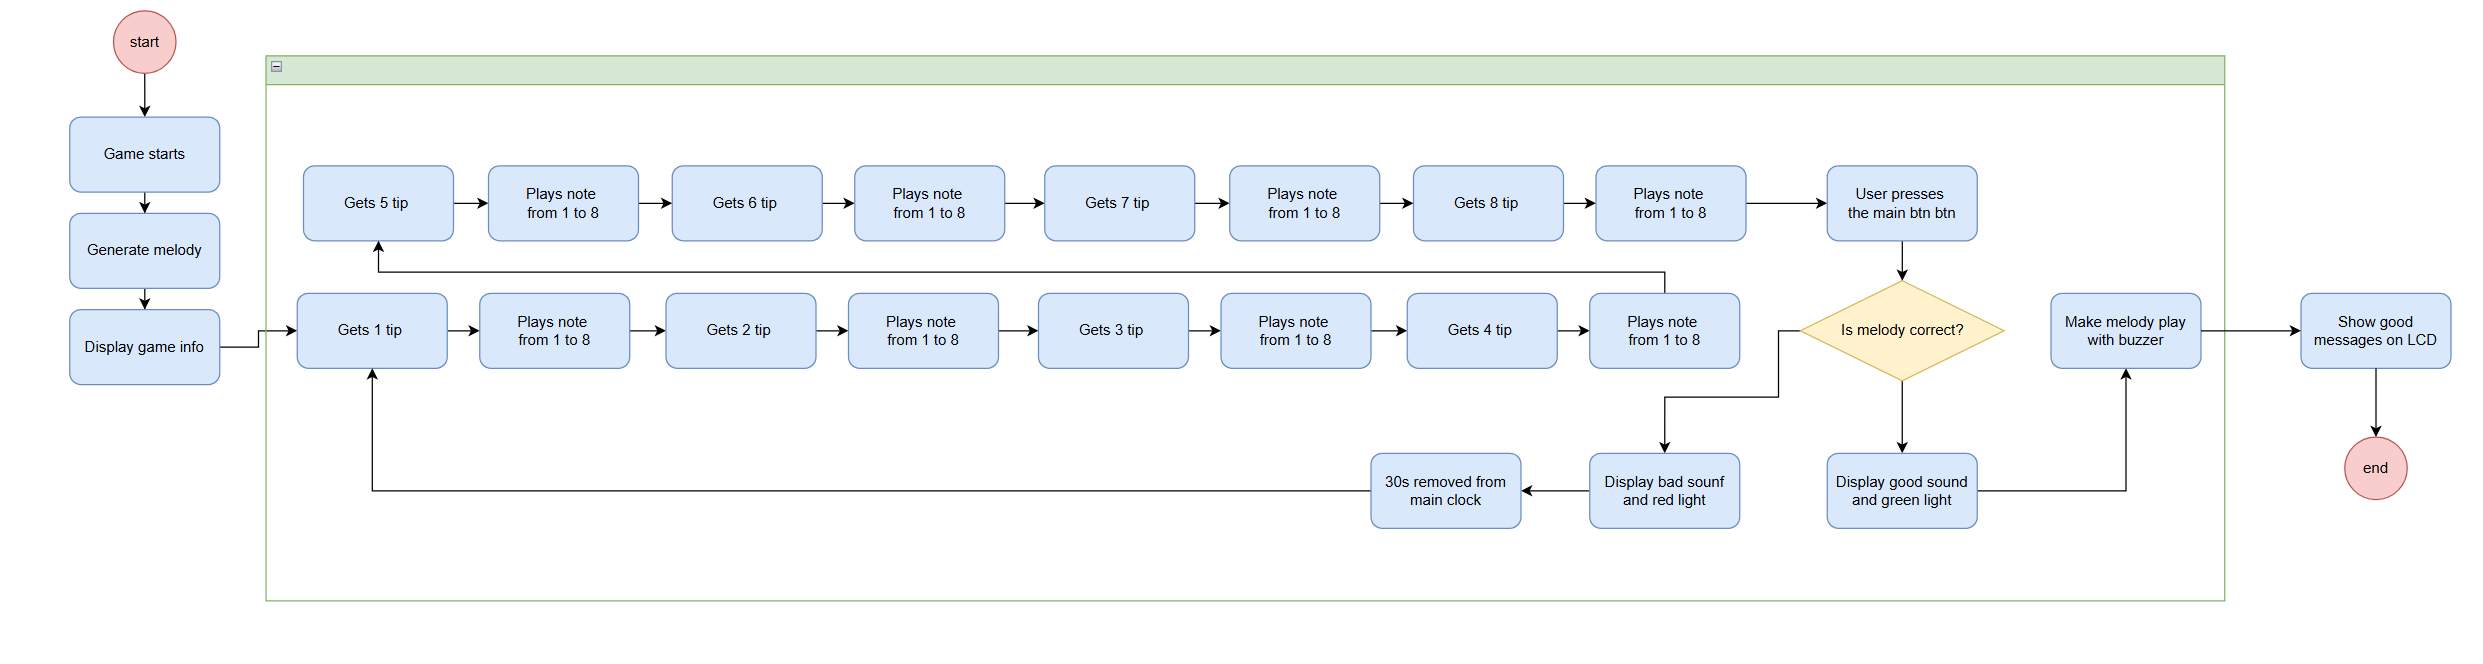 start
Game starts
Generate melody
Display game info
Gets 5 tip
Plays note
from 1 to 8
Gets 6 tip
Plays note
from 1 to 8
Gets 7 tip
Plays note
from 1 to 8
Gets 8 tip
Plays note
from 1 to 8
User presses
the main btn btn
Gets 1 tip
Plays note
from 1 to 8
Gets 2 tip
Plays note
from 1 to 8
Gets 3 tip
Plays note
from 1 to 8
Gets 4 tip
Plays note
from 1 to 8
Is melody correct?
Make melody play
with buzzer
Show good
messages on LCD
30s removed from
main clock
Display bad sounf
and red light
Display good sound
and green light
end